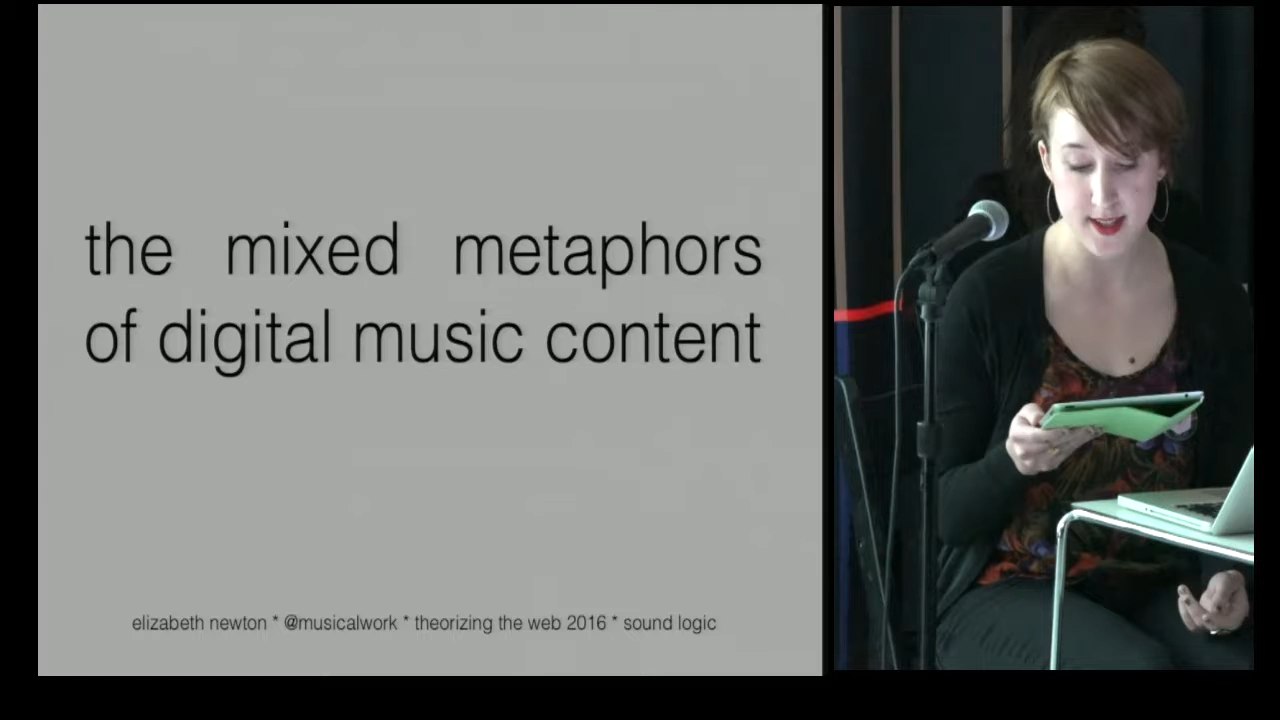 the mixed metaphors
of digital music content
elizabeth newton * @musicalwork * theorizing the web 2016 * sound logic